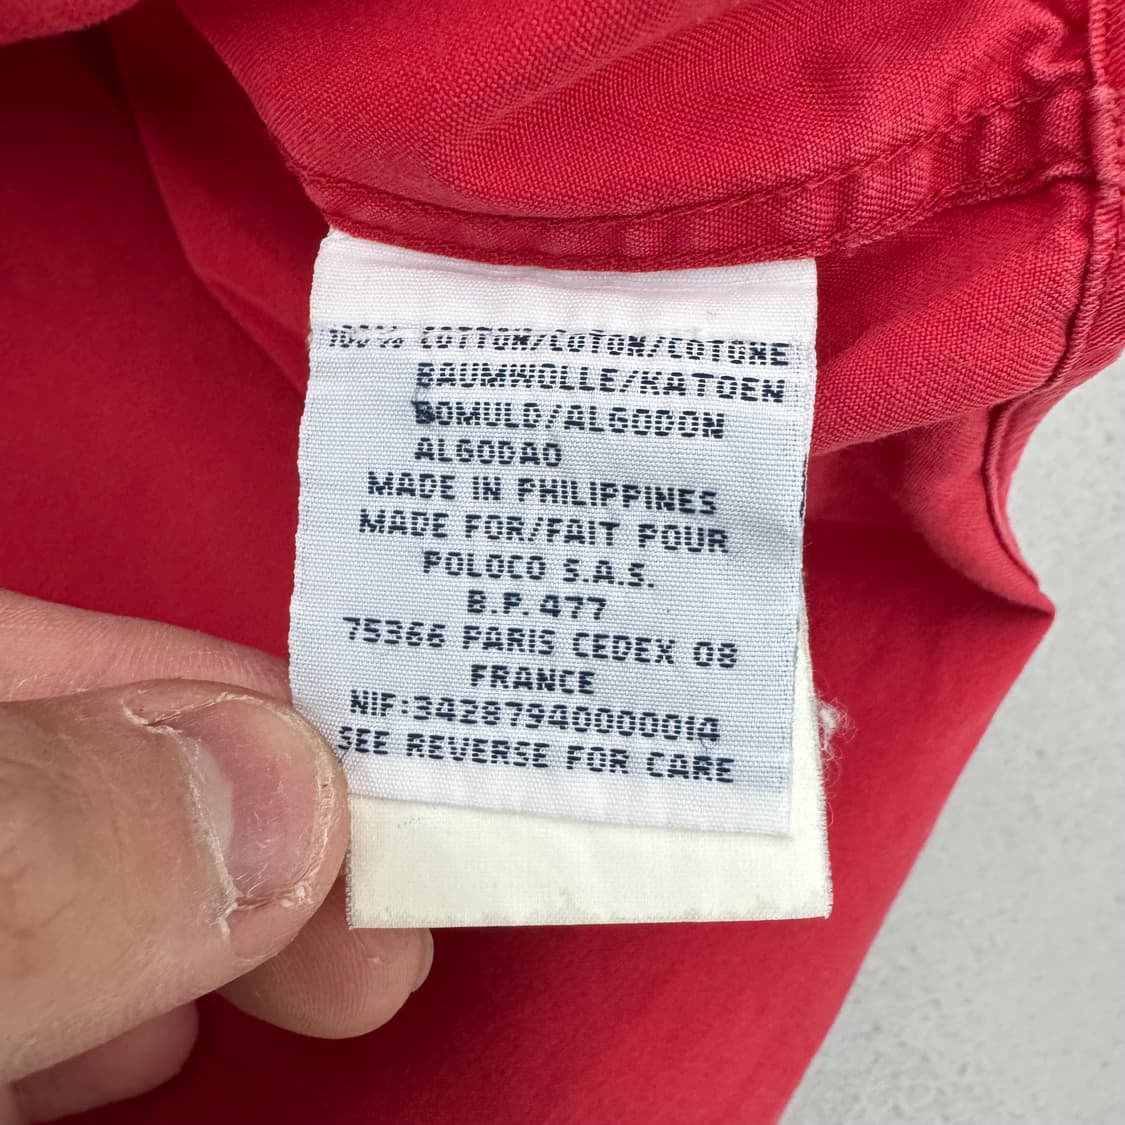 100% COTTON/COTON/COTONE
BAUMWOLLE/KATOEN
BOMULD/ALGODON
ALGODAO
MADE IN PHILIPPINES
MADE FOR/FAIT POUR
POLOCO S.A.S.
B.P. 477
75366 PARIS CEDEX 08
FRANCE
NIF:34287940000014
SEE REVERSE FOR CARE